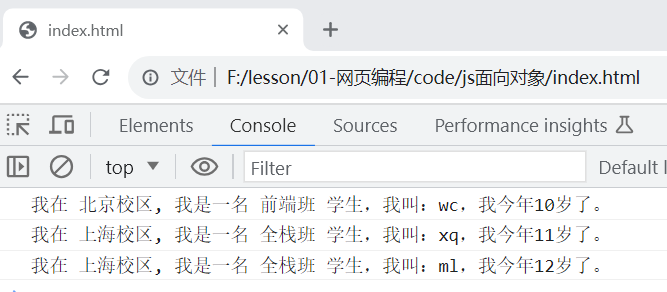 index.html
文件 F:/lesson/01-网页编程/code/js面向对象/index.html
Elements Console Sources Performance insights
top Filter Default l
我在 北京校区, 我是一名 前端班 学生，我叫：wc，我今年10岁了。
我在 上海校区, 我是一名 全栈班 学生，我叫：xq，我今年11岁了。
我在 上海校区, 我是一名 全栈班 学生，我叫：ml，我今年12岁了。